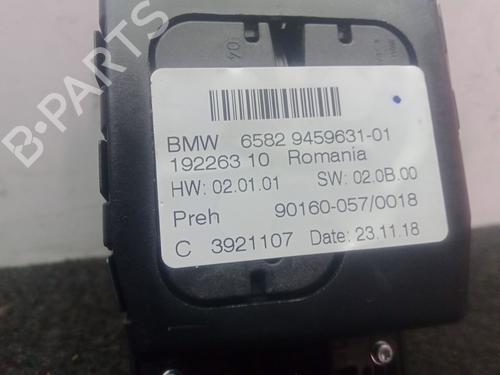 B-PARTS
BMW 6582 9459631-01
192263 10 Romania
HW: 02.01.01 SW: 02.0B.00
Preh 90160-057/0018
C 3921107 Date: 23.11.18